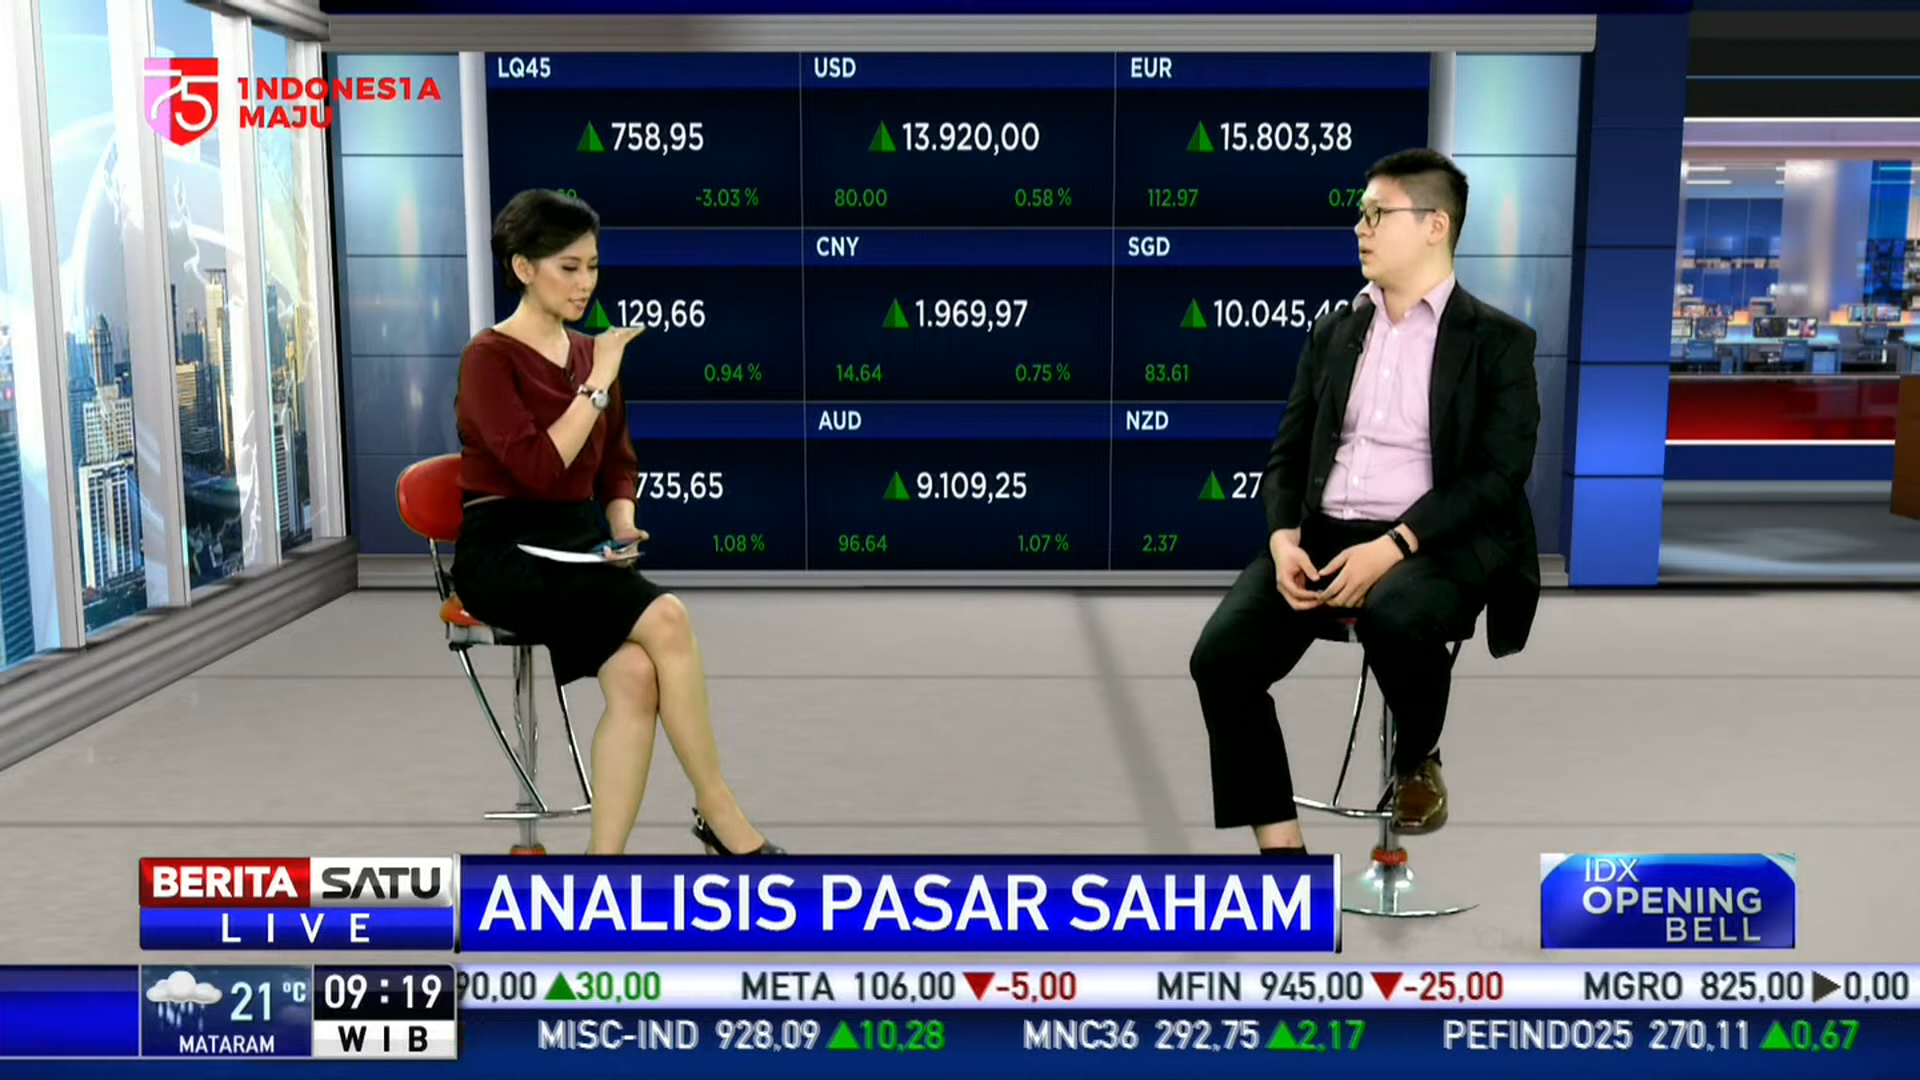 75
1NDONES1A
MAJU
LQ45
USD
EUR
758,95
13.920,00
15.803,38
-3.03 %
80.00
0.58 %
112.97
CNY
SGD
129,66
1.969,97
0.94 %
14.64
0.75 %
83.61
AUD
NZD
735,65
9.109,25
1.08 %
96.64
1.07 %
2.37
BERITA SATU
LIVE
ANALISIS PASAR SAHAM
IDX
OPENING
BELL
21 °C
MATARAM
09:19
WIB
90,00 ▲30,00 META 106,00 ▼-5,00 MFIN 945,00 ▼-25,00 MGRO 825,00 ▶0,00
MISC-IND 928,09 ▲10,28 MNC36 292,75 ▲2,17 PEFINDO25 270,11 ▲0,67